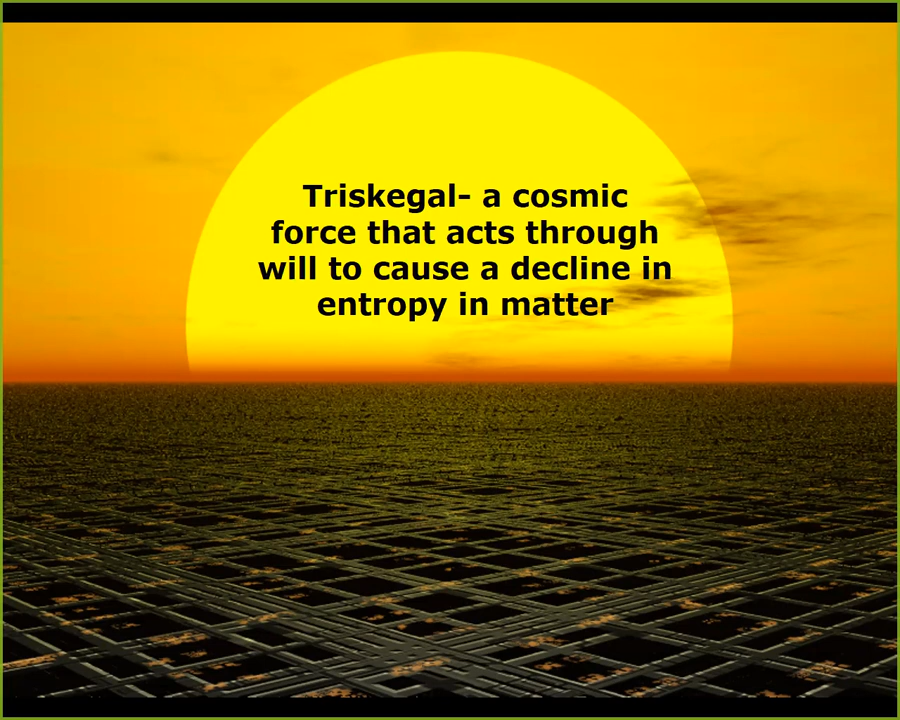 Triskegal- a cosmic
force that acts through
will to cause a decline in
entropy in matter